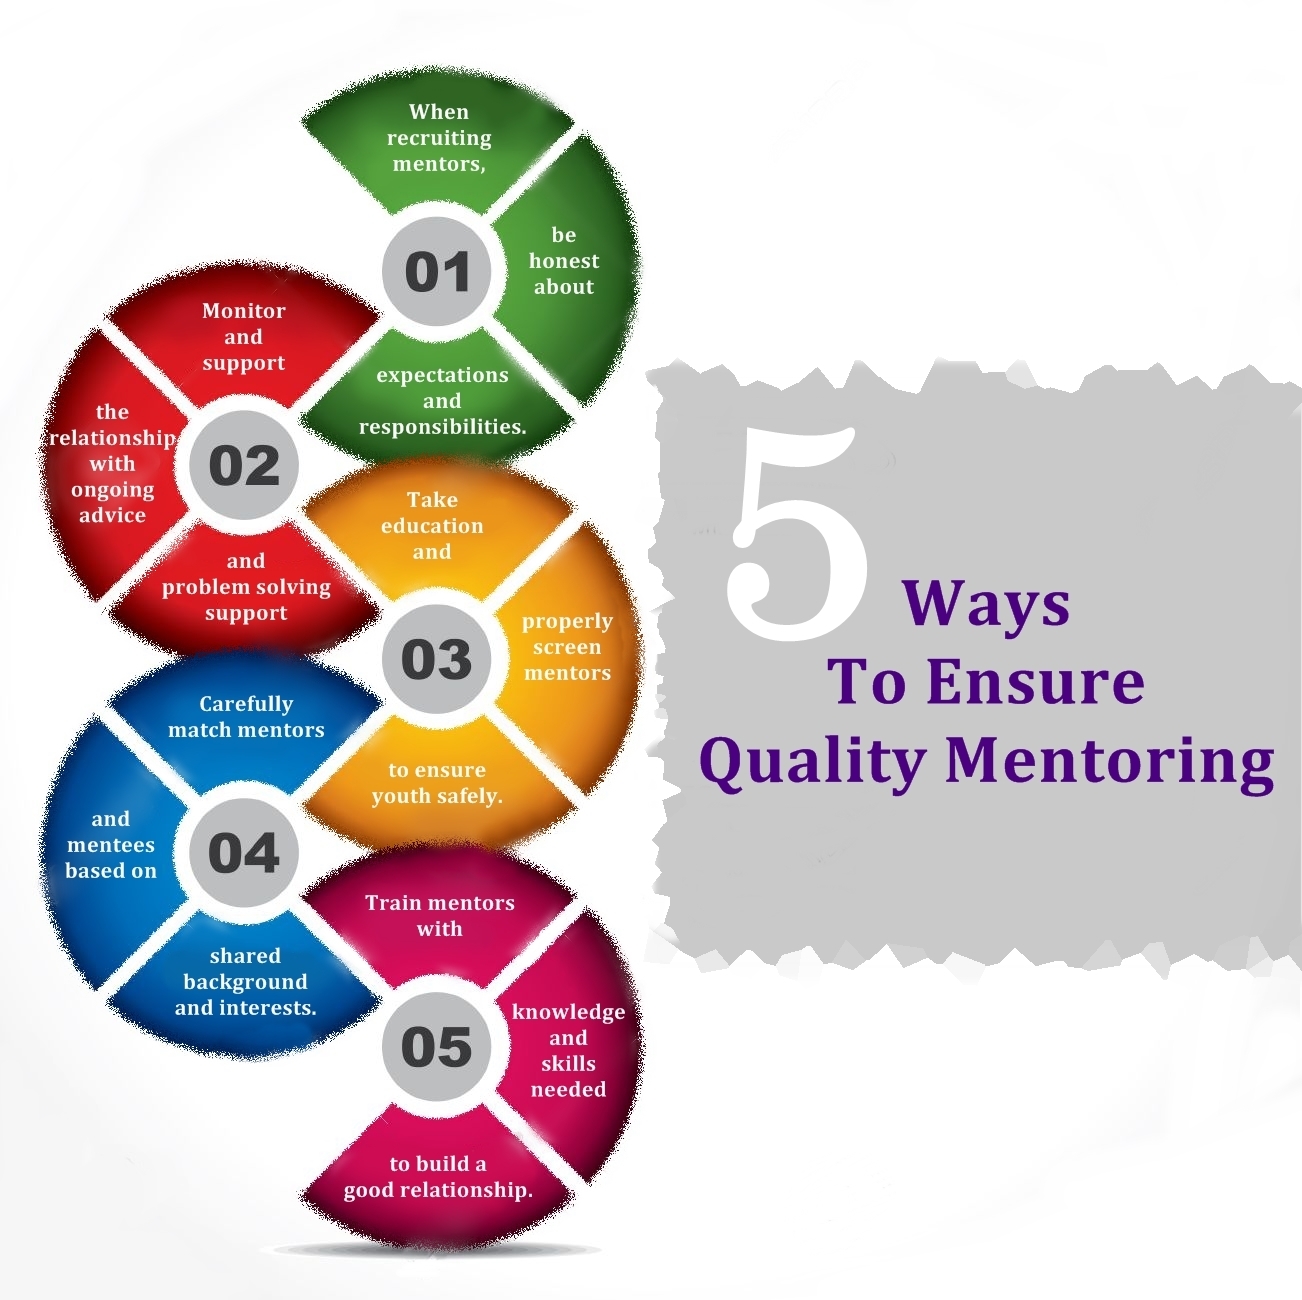 When
recruiting
mentors,
be
honest
about
01
expectations
and
responsibilities.
Monitor
and
support
the
relationship
with
ongoing
advice
02
and
problem solving
support
Take
education
and
properly
screen
mentors
03
to ensure
youth safely.
Carefully
match mentors
and
mentees
based on
04
shared
background
and interests.
Train mentors
with
knowledge
and
skills
needed
05
to build a
good relationship.
5
Ways
To Ensure
Quality Mentoring